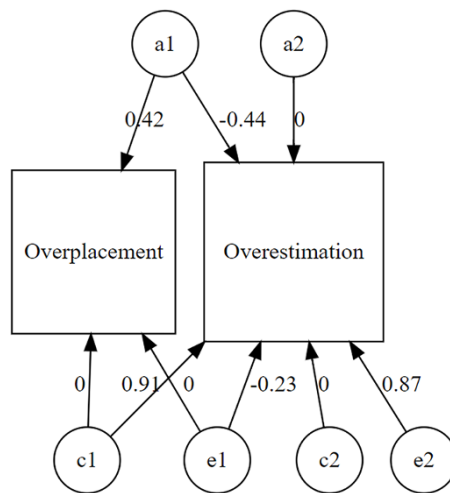 a1
a2
0.42
-0.44
0
Overplacement
Overestimation
0
0.91
0
-0.23
0
0.87
c1
e1
c2
e2